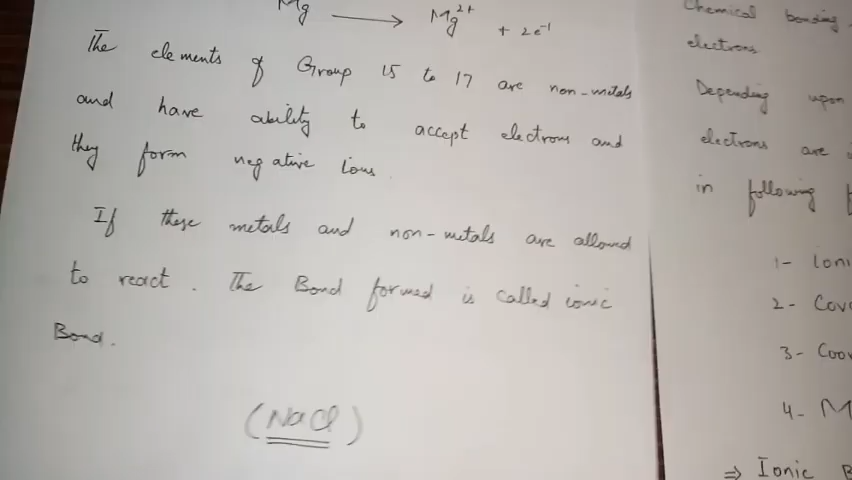 Mg → Mg²⁺ + 2e⁻¹
The elements of Group 15 to 17 are non-metals
and have ability to accept electrons and
they form negative ions.
If these metals and non-metals are allowed
to react. The Bond formed is called ionic
Bond.
(NaCl)
Chemical bonding
electrons
Depending upon
electrons are
in following
1-
2-
3-
4-
⇒ Ionic